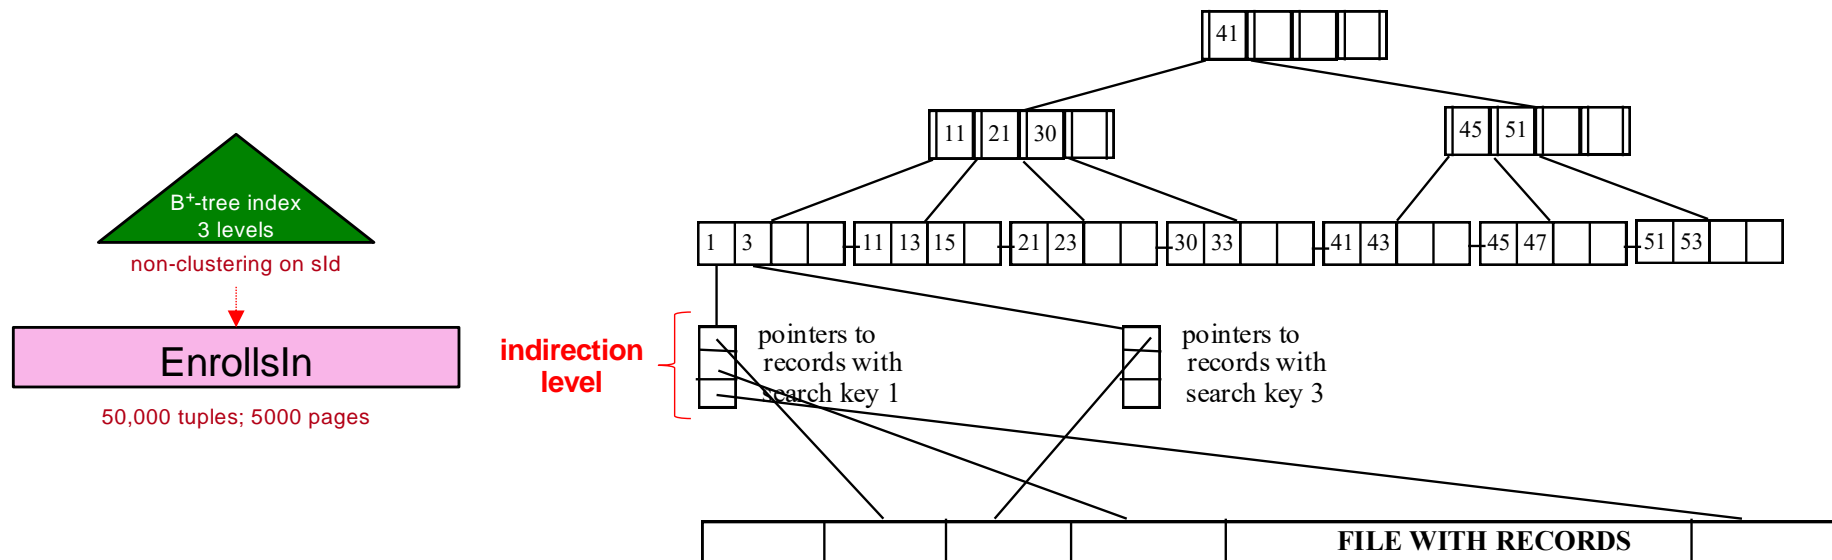 B+-tree index
3 levels
non-clustering on sId
EnrollsIn
50,000 tuples; 5000 pages
41
11 21 30
45 51
1 3
11 13 15
21 23
30 33
41 43
45 47
51 53
indirection
level
pointers to
records with
search key 1
pointers to
records with
search key 3
FILE WITH RECORDS